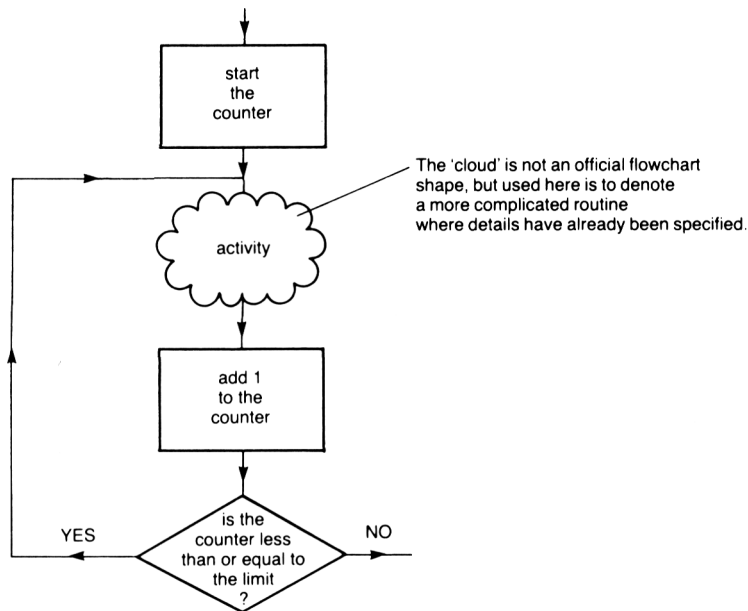 start
the
counter
The 'cloud' is not an official flowchart
shape, but used here is to denote
a more complicated routine
where details have already been specified.
activity
add 1
to the
counter
is the
counter less
than or equal to
the limit
?
YES
NO